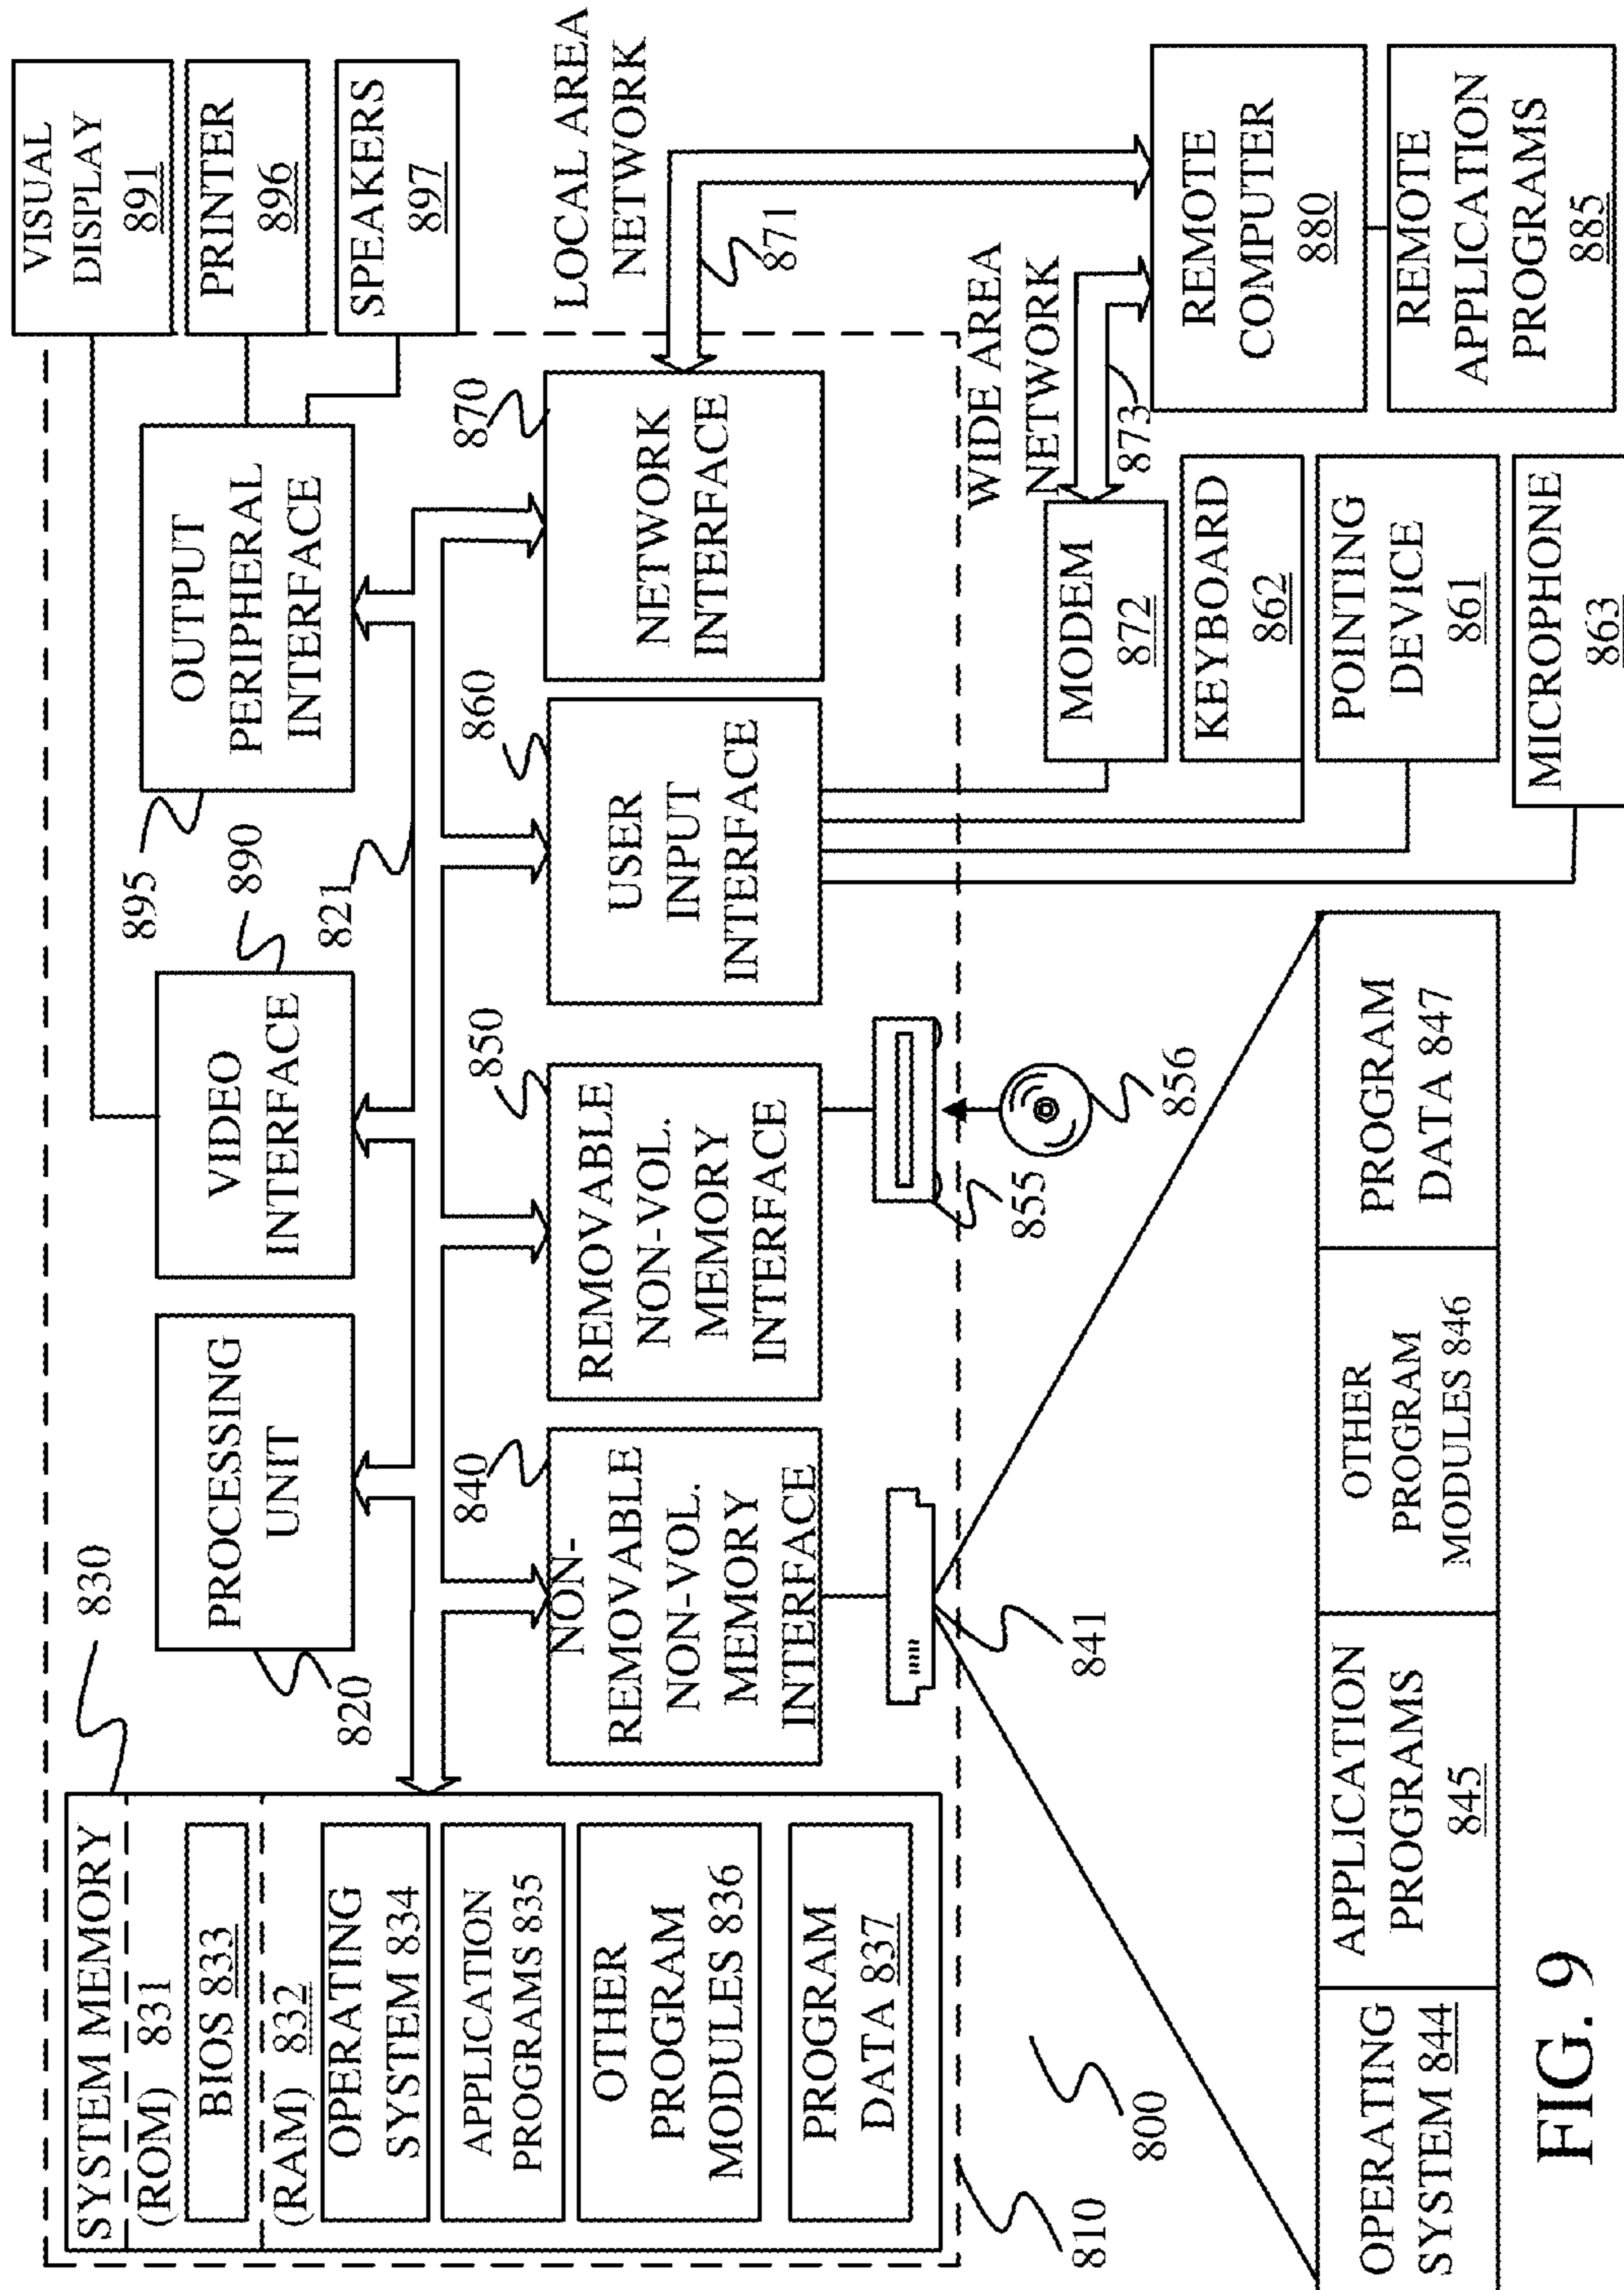 SYSTEM MEMORY
(ROM) 831
BIOS 833
(RAM) 832
OPERATING
SYSTEM 834
APPLICATION
PROGRAMS 835
OTHER
PROGRAM
MODULES 836
PROGRAM
DATA 837
830
820
PROCESSING
UNIT
VIDEO
INTERFACE
890
895
OUTPUT
PERIPHERAL
INTERFACE
821
VISUAL
DISPLAY
891
PRINTER
896
SPEAKERS
897
840
NON-
REMOVABLE
NON-VOL.
MEMORY
INTERFACE
850
REMOVABLE
NON-VOL.
MEMORY
INTERFACE
860
USER
INPUT
INTERFACE
870
NETWORK
INTERFACE
LOCAL AREA
NETWORK
871
810
800
841
855
856
WIDE AREA
NETWORK
873
MODEM
872
KEYBOARD
862
POINTING
DEVICE
861
MICROPHONE
863
REMOTE
COMPUTER
880
REMOTE
APPLICATION
PROGRAMS
885
OPERATING
SYSTEM 844
APPLICATION
PROGRAMS
845
OTHER
PROGRAM
MODULES 846
PROGRAM
DATA 847
FIG. 9